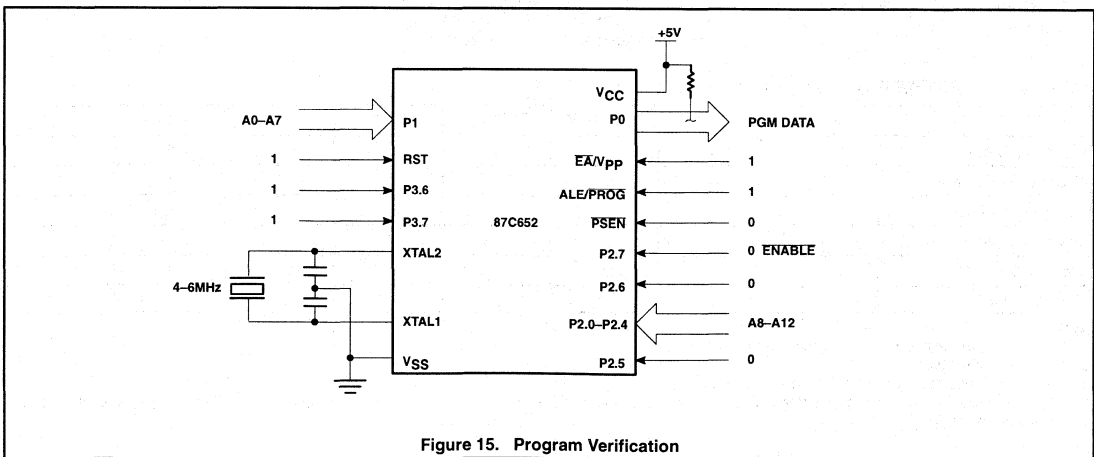 +5V
VCC
P0
PGM DATA
A0–A7
P1
1
RST
EA/VPP
1
1
P3.6
ALE/PROG
1
1
P3.7
87C652
PSEN
0
XTAL2
P2.7
0 ENABLE
4–6MHz
P2.6
0
XTAL1
P2.0–P2.4
A8–A12
VSS
P2.5
0
Figure 15. Program Verification